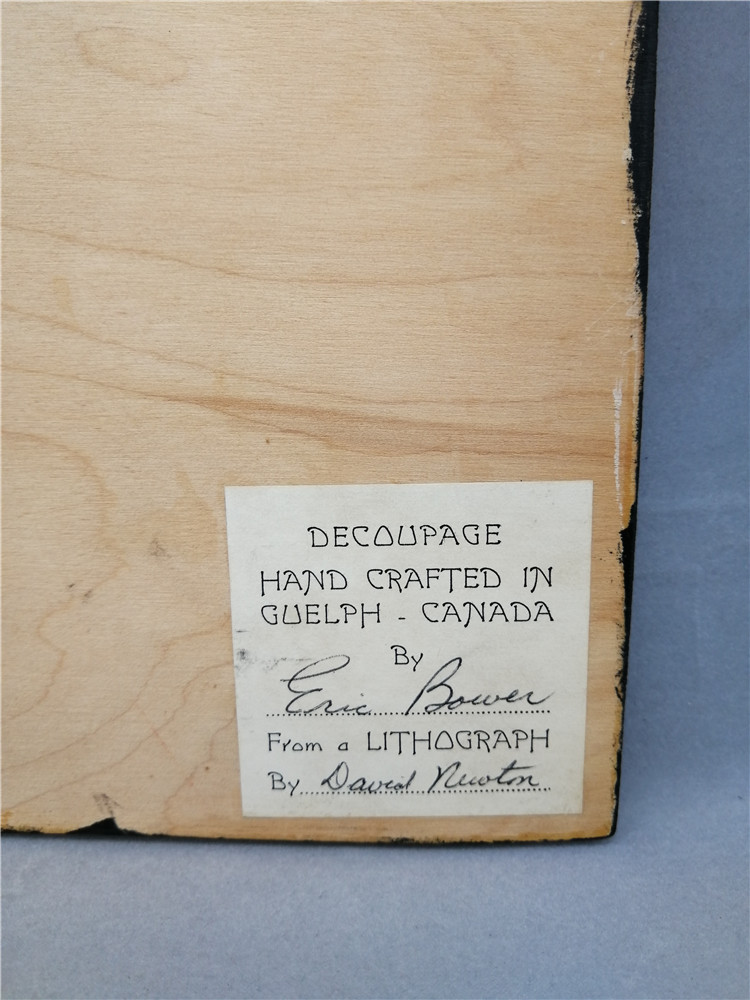 DECOUPAGE
HAND CRAFTED IN
GUELPH - CANADA
By
Eric Bower
From a LITHOGRAPH
By David Newton